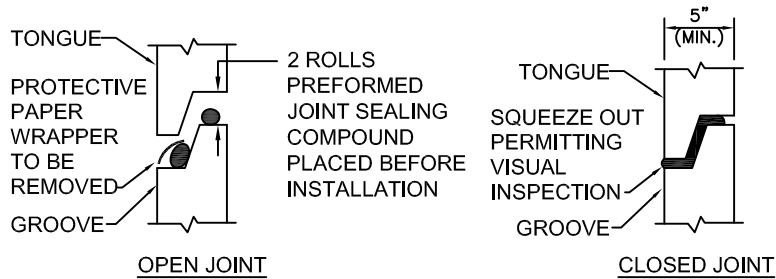 TONGUE
PROTECTIVE
PAPER
WRAPPER
TO BE
REMOVED
GROOVE
2 ROLLS
PREFORMED
JOINT SEALING
COMPOUND
PLACED BEFORE
INSTALLATION
OPEN JOINT
5"
(MIN.)
TONGUE
SQUEEZE OUT
PERMITTING
VISUAL
INSPECTION
GROOVE
CLOSED JOINT